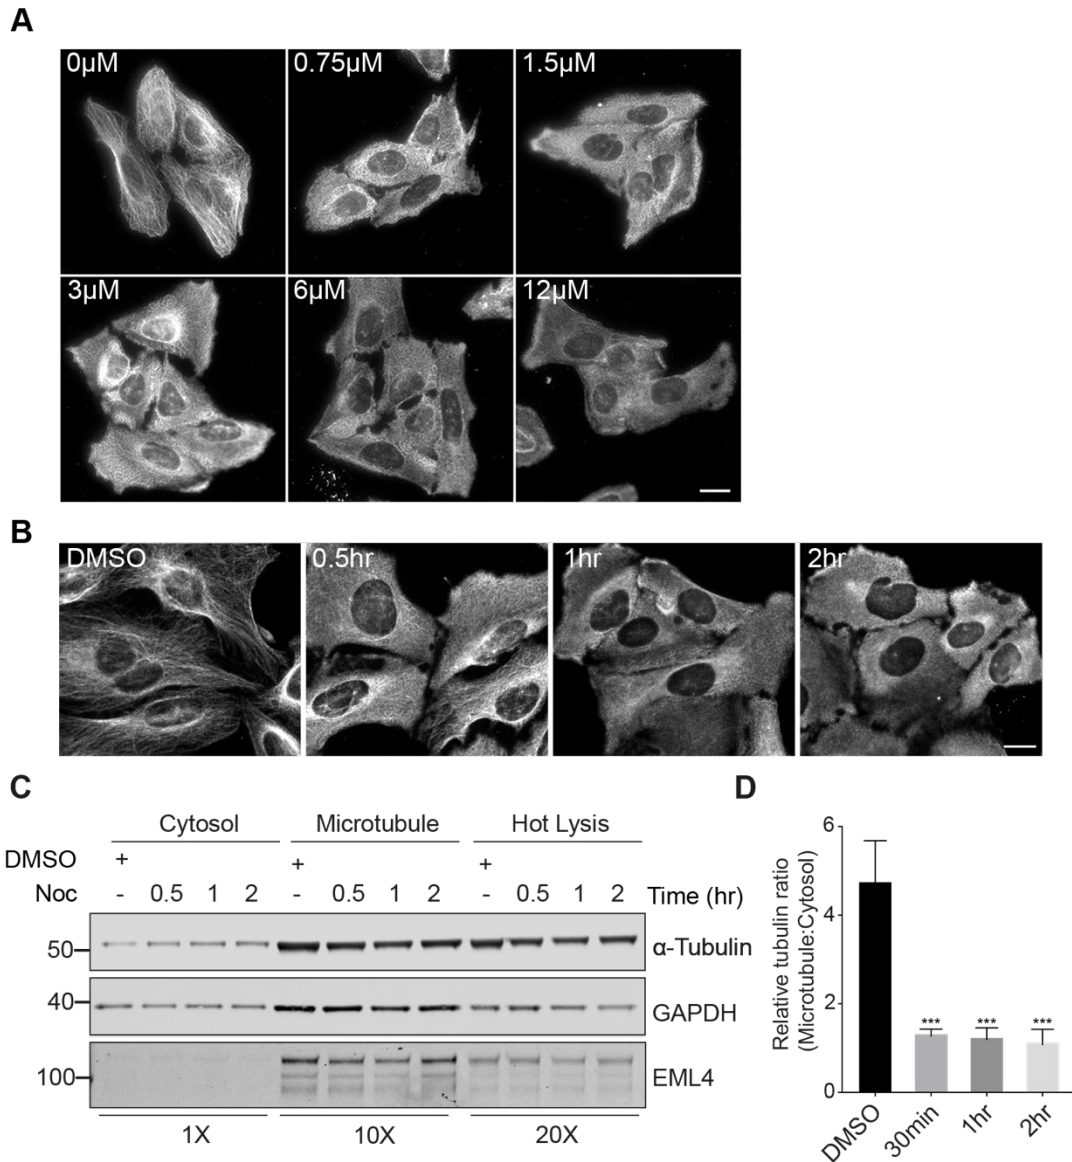 A
0µM
0.75µM
1.5µM
3µM
6µM
12µM
B
DMSO
0.5hr
1hr
2hr
C
Cytosol
Microtubule
Hot Lysis
DMSO + + +
Noc - 0.5 1 2 - 0.5 1 2 - 0.5 1 2 Time (hr)
50
α-Tubulin
40
GAPDH
100
EML4
1X
10X
20X
D
Relative tubulin ratio
(Microtubule:Cytosol)
6
4
2
0
*** *** ***
DMSO
30min
1hr
2hr